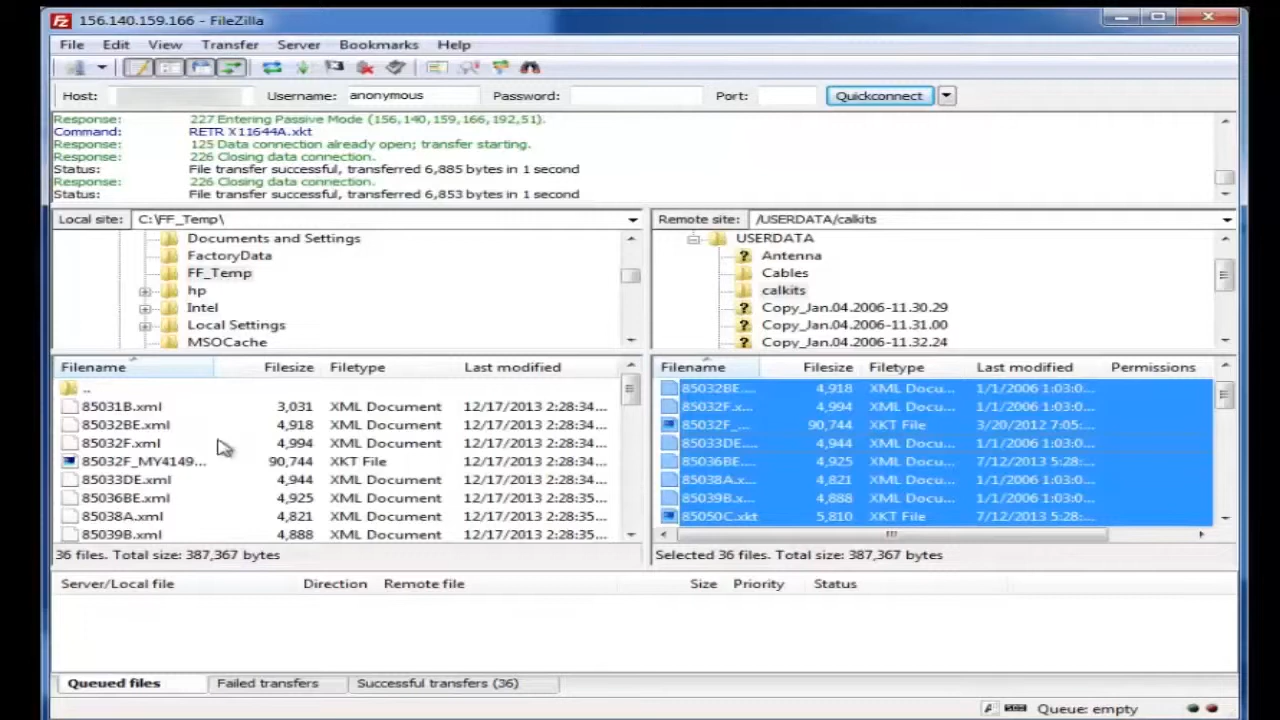 156.140.159.166 - FileZilla
File Edit View Transfer Server Bookmarks Help
Host: Username: anonymous Password: Port: Quickconnect
Response: 227 Entering Passive Mode (156,140,159,166,192,51).
Command: RETR X11644A.xkt
Response: 125 Data connection already open; transfer starting.
Response: 226 Closing data connection.
Status: File transfer successful, transferred 6,885 bytes in 1 second
Response: 226 Closing data connection.
Status: File transfer successful, transferred 6,853 bytes in 1 second
Local site: C:\FF_Temp\
Documents and Settings
FactoryData
FF_Temp
hp
Intel
Local Settings
MSOCache
Remote site: /USERDATA/calkits
USERDATA
Antenna
Cables
calkits
Copy_Jan.04.2006-11.30.29
Copy_Jan.04.2006-11.31.00
Copy_Jan.04.2006-11.32.24
Filename Filesize Filetype Last modified
..
85031B.xml 3,031 XML Document 12/17/2013 2:28:34...
85032BE.xml 4,918 XML Document 12/17/2013 2:28:34...
85032F.xml 4,994 XML Document 12/17/2013 2:28:34...
85032F_MY4149... 90,744 XKT File 12/17/2013 2:28:34...
85033DE.xml 4,944 XML Document 12/17/2013 2:28:35...
85036BE.xml 4,925 XML Document 12/17/2013 2:28:35...
85038A.xml 4,821 XML Document 12/17/2013 2:28:35...
85039B.xml 4,888 XML Document 12/17/2013 2:28:35...
36 files. Total size: 387,367 bytes
Filename Filesize Filetype Last modified Permissions
85032BE.... 4,918 XML Docu... 1/1/2006 1:03:0...
85032F.x... 4,994 XML Docu... 1/1/2006 1:03:0...
85032F_... 90,744 XKT File 3/20/2012 7:05:...
85033DE.... 4,944 XML Docu... 1/1/2006 1:03:0...
85036BE.... 4,925 XML Docu... 7/12/2013 5:28:...
85038A.x... 4,821 XML Docu... 1/1/2006 1:03:0...
85039B.x... 4,888 XML Docu... 1/1/2006 1:03:0...
85050C.xkt 5,810 XKT File 7/12/2013 5:28:...
Selected 36 files. Total size: 387,367 bytes
Server/Local file Direction Remote file Size Priority Status
Queued files Failed transfers Successful transfers (36)
Queue: empty